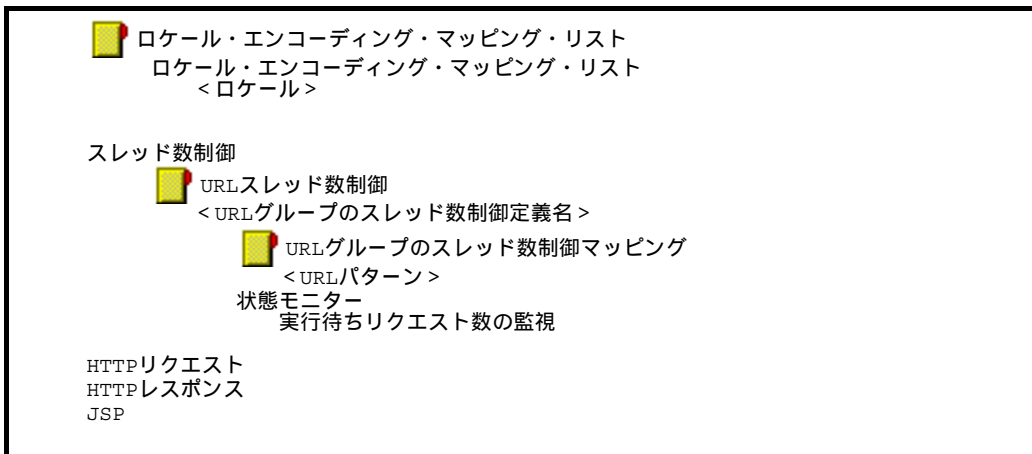 ロケール・エンコーディング・マッピング・リスト
ロケール・エンコーディング・マッピング・リスト
<ロケール>
スレッド数制御
URLスレッド数制御
<URLグループのスレッド数制御定義名>
URLグループのスレッド数制御マッピング
<URLパターン>
状態モニター
実行待ちリクエスト数の監視
HTTPリクエスト
HTTPレスポンス
JSP